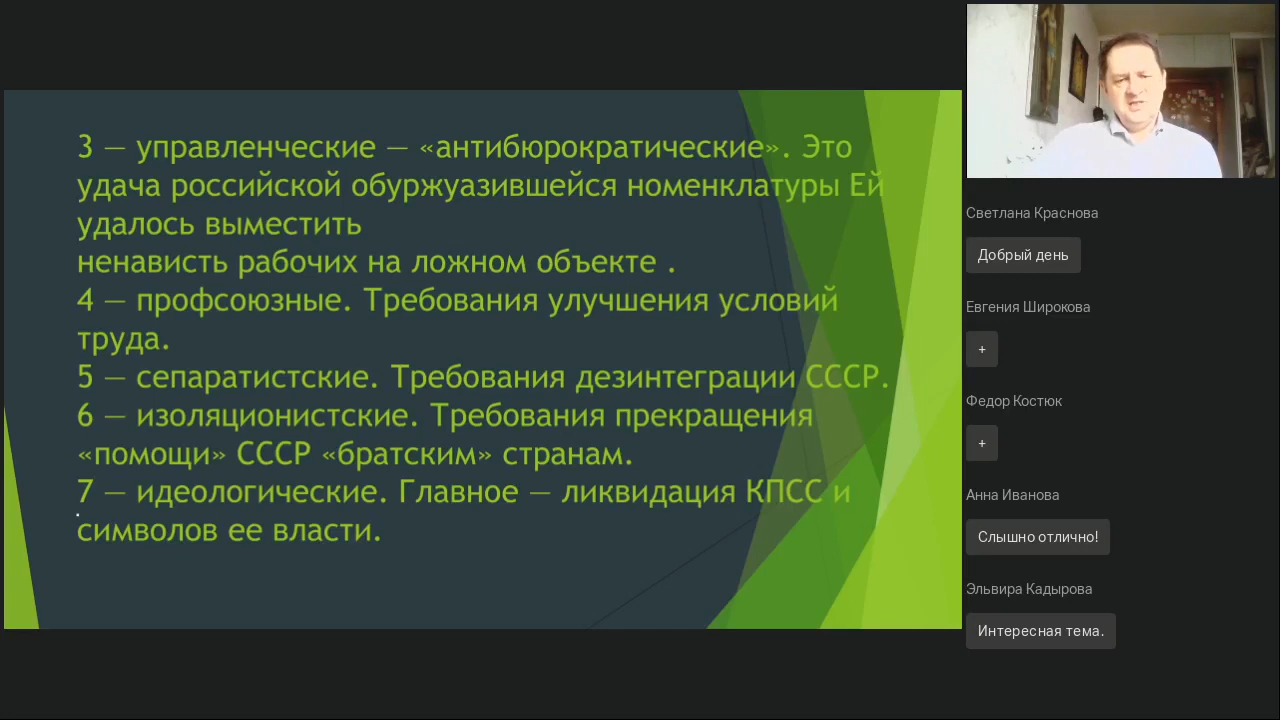 3 — управленческие — «антибюрократические». Это
удача российской обуржуазившейся номенклатуры Ей
удалось выместить
ненависть рабочих на ложном объекте .
4 — профсоюзные. Требования улучшения условий
труда.
5 — сепаратистские. Требования дезинтеграции СССР.
6 — изоляционистские. Требования прекращения
«помощи» СССР «братским» странам.
7 — идеологические. Главное — ликвидация КПСС и
символов ее власти.
Светлана Краснова
Добрый день
Евгения Широкова
+
Федор Костюк
+
Анна Иванова
Слышно отлично!
Эльвира Кадырова
Интересная тема.